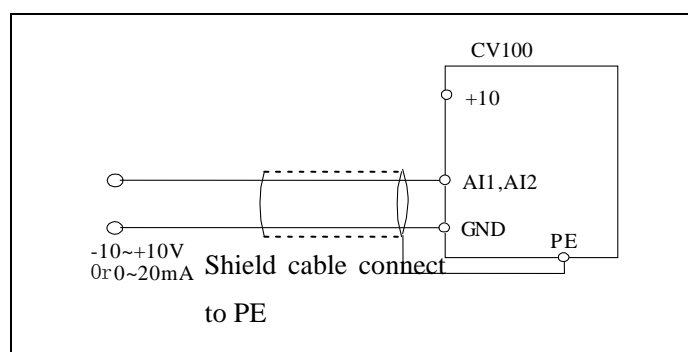 CV100
+10
AI1,AI2
GND
PE
-10~+10V
0r0~20mA
Shield cable connect
to PE